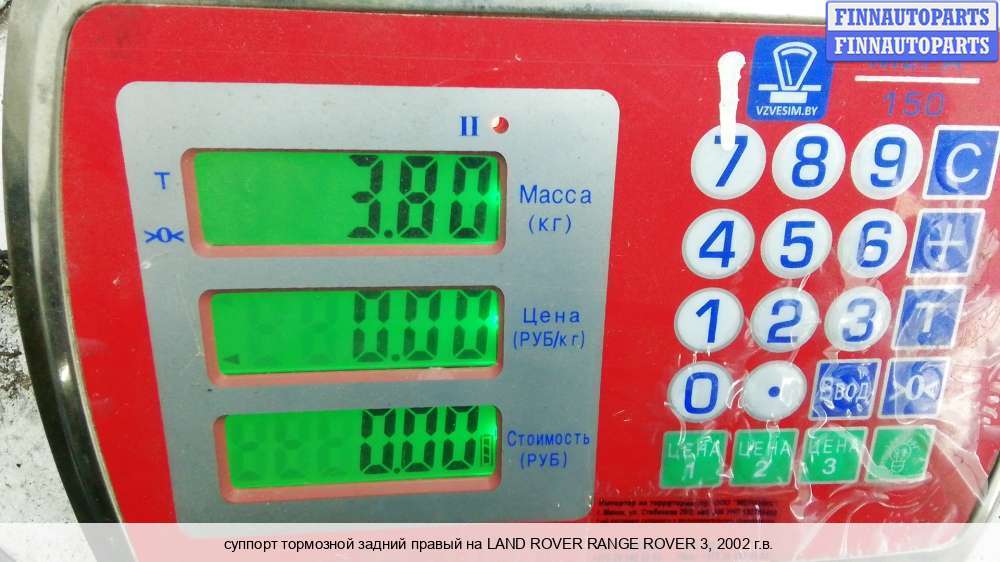 FINNAUTOPARTS
FINNAUTOPARTS
150
VZVESIM.BY
II
T
3.80
Масса
(кг)
>0<
0.00
Цена
(РУБ/кг)
0.00
Стоимость
(РУБ)
7 8 9 C
4 5 6 +
1 2 3 T
0 . ВВОД >0<
ЦЕНА 1 ЦЕНА 2 ЦЕНА 3
суппорт тормозной задний правый на LAND ROVER RANGE ROVER 3, 2002 г.в.